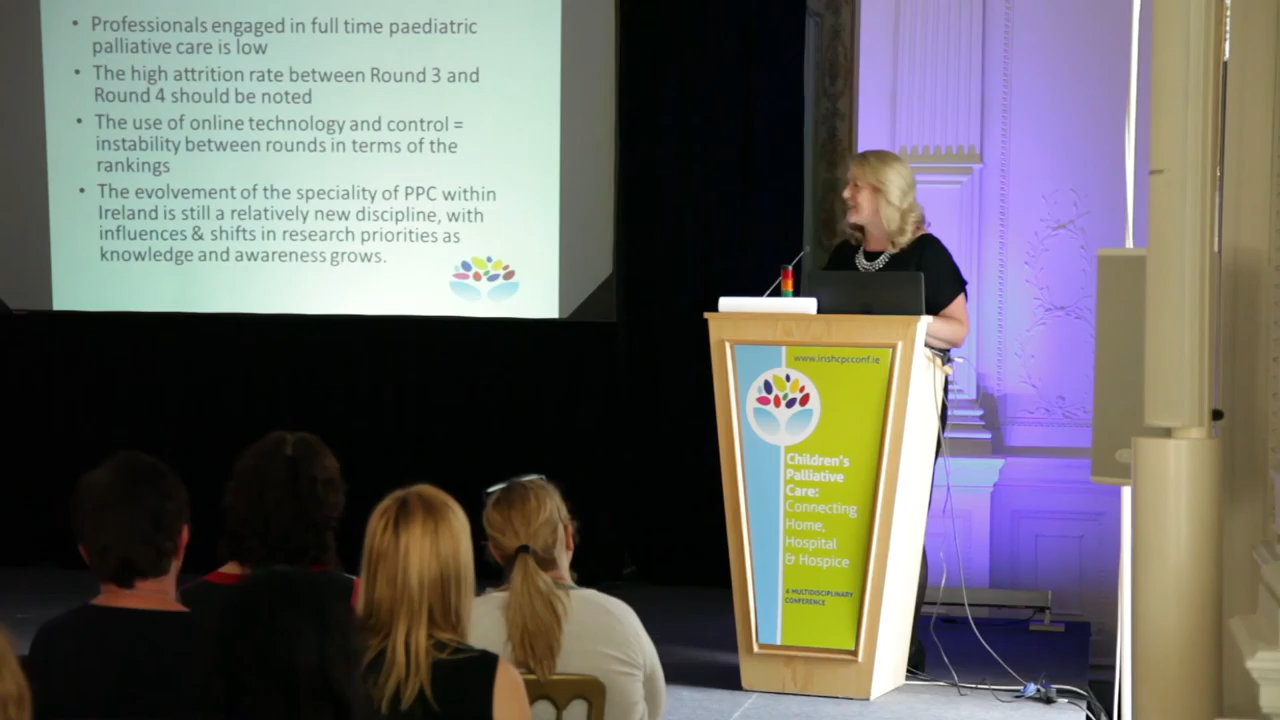 • Professionals engaged in full time paediatric
palliative care is low
• The high attrition rate between Round 3 and
Round 4 should be noted
• The use of online technology and control =
instability between rounds in terms of the
rankings
• The evolvement of the speciality of PPC within
Ireland is still a relatively new discipline, with
influences & shifts in research priorities as
knowledge and awareness grows.
www.irishcpcconf.ie
Children's
Palliative
Care:
Connecting
Home,
Hospital
& Hospice
A MULTIDISCIPLINARY
CONFERENCE